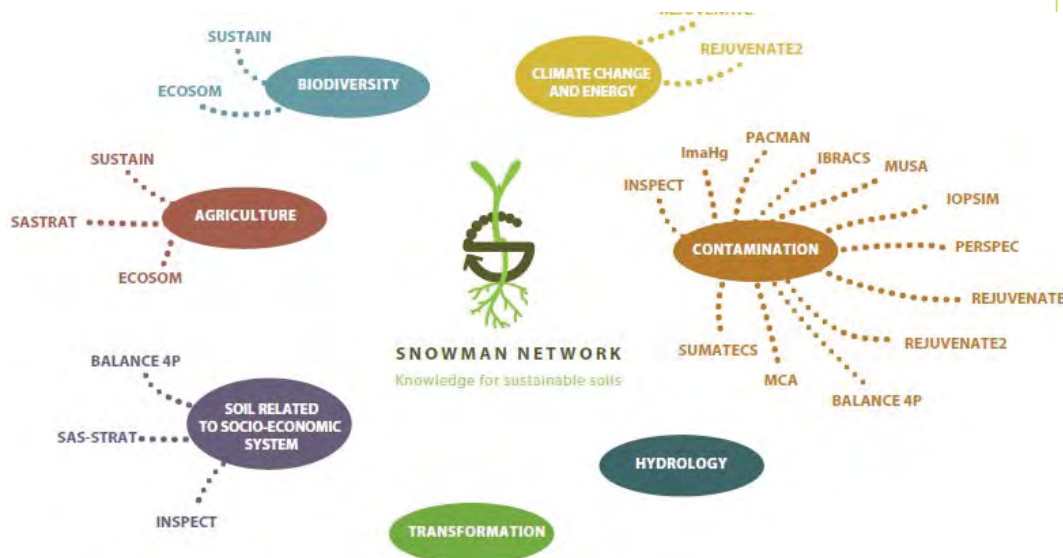 REJUVENATE
SUSTAIN
REJUVENATE2
BIODIVERSITY
CLIMATE CHANGE
AND ENERGY
ECOSOM
PACMAN
ImaHg
IBRACS
SUSTAIN
MUSA
INSPECT
IOPSIM
SASTRAT
AGRICULTURE
CONTAMINATION
PERSPEC
ECOSOM
REJUVENATE
SNOWMAN NETWORK
SUMATECS
REJUVENATE2
BALANCE 4P
Knowledge for sustainable soils
MCA
BALANCE 4P
SOIL RELATED
TO SOCIO-ECONOMIC
SYSTEM
SAS-STRAT
HYDROLOGY
INSPECT
TRANSFORMATION